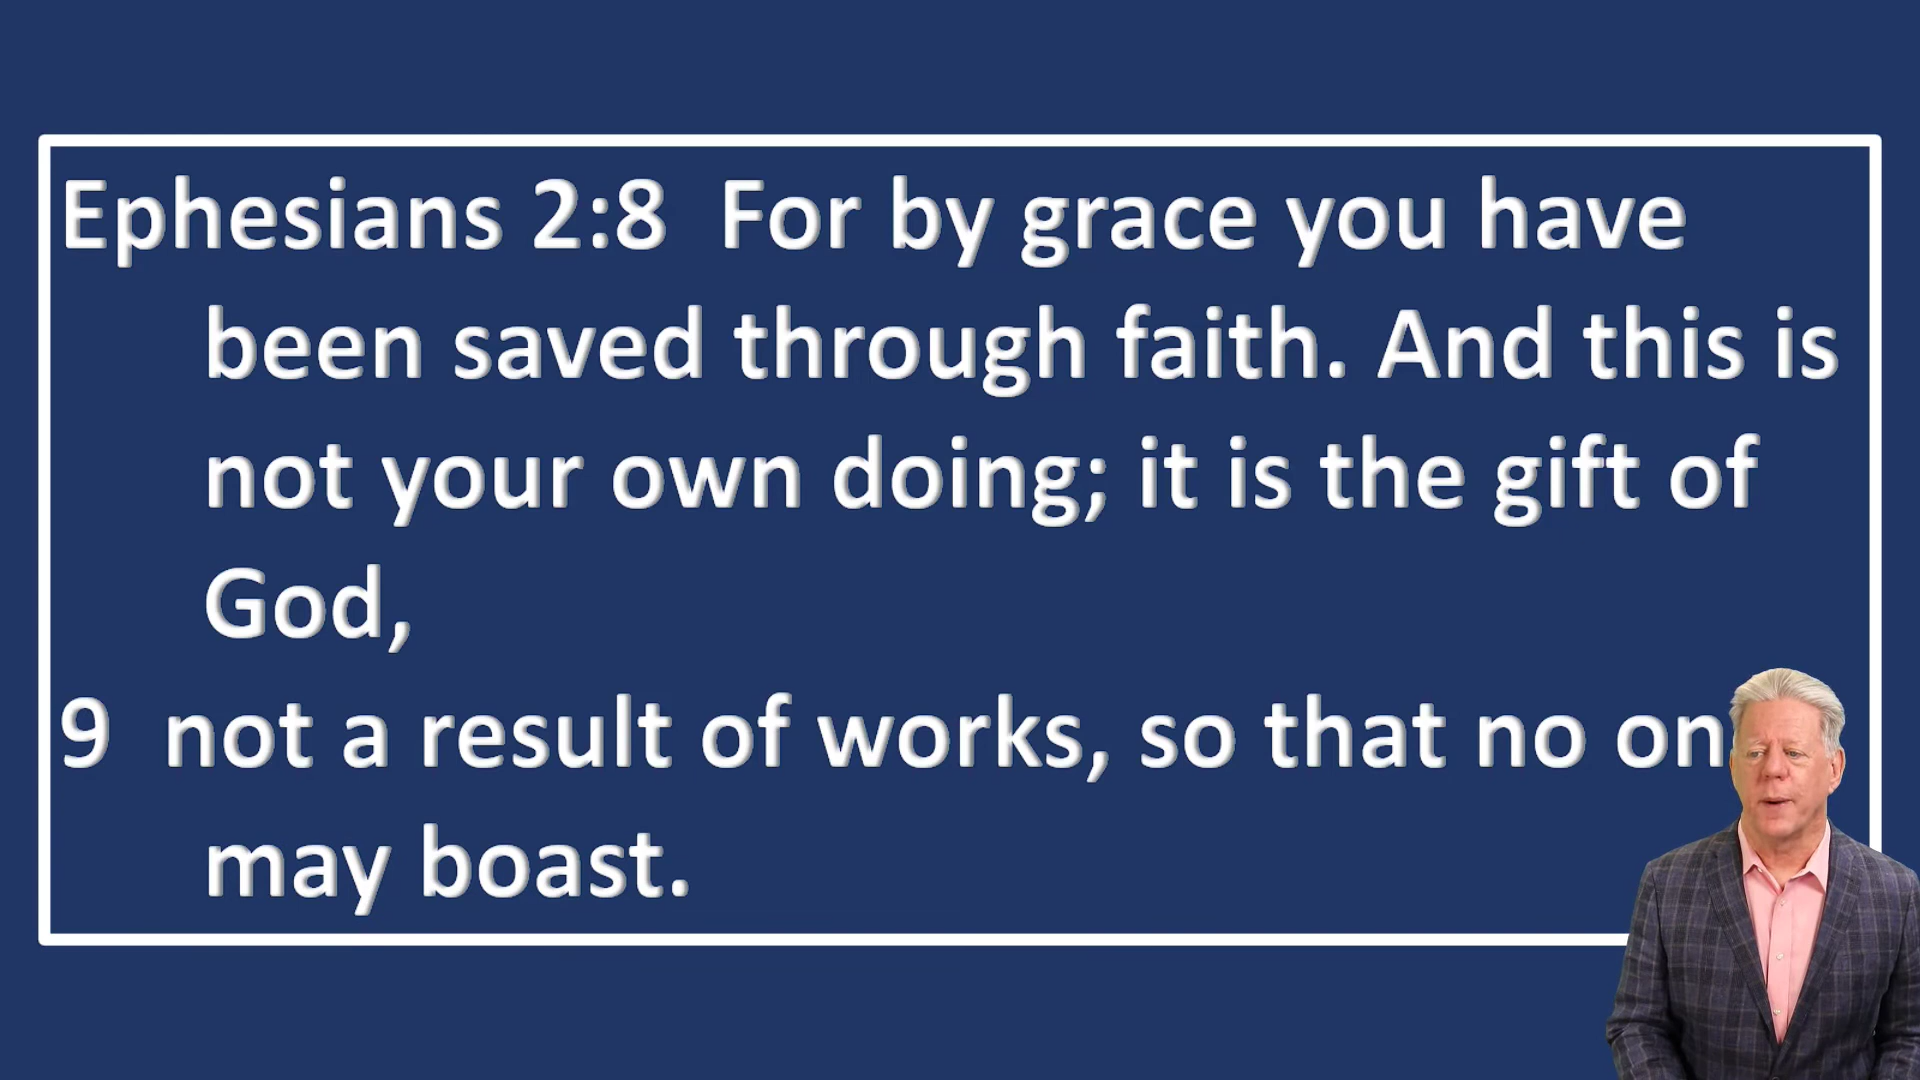 Ephesians 2:8 For by grace you have
been saved through faith. And this is
not your own doing; it is the gift of
God,
9 not a result of works, so that no on
may boast.